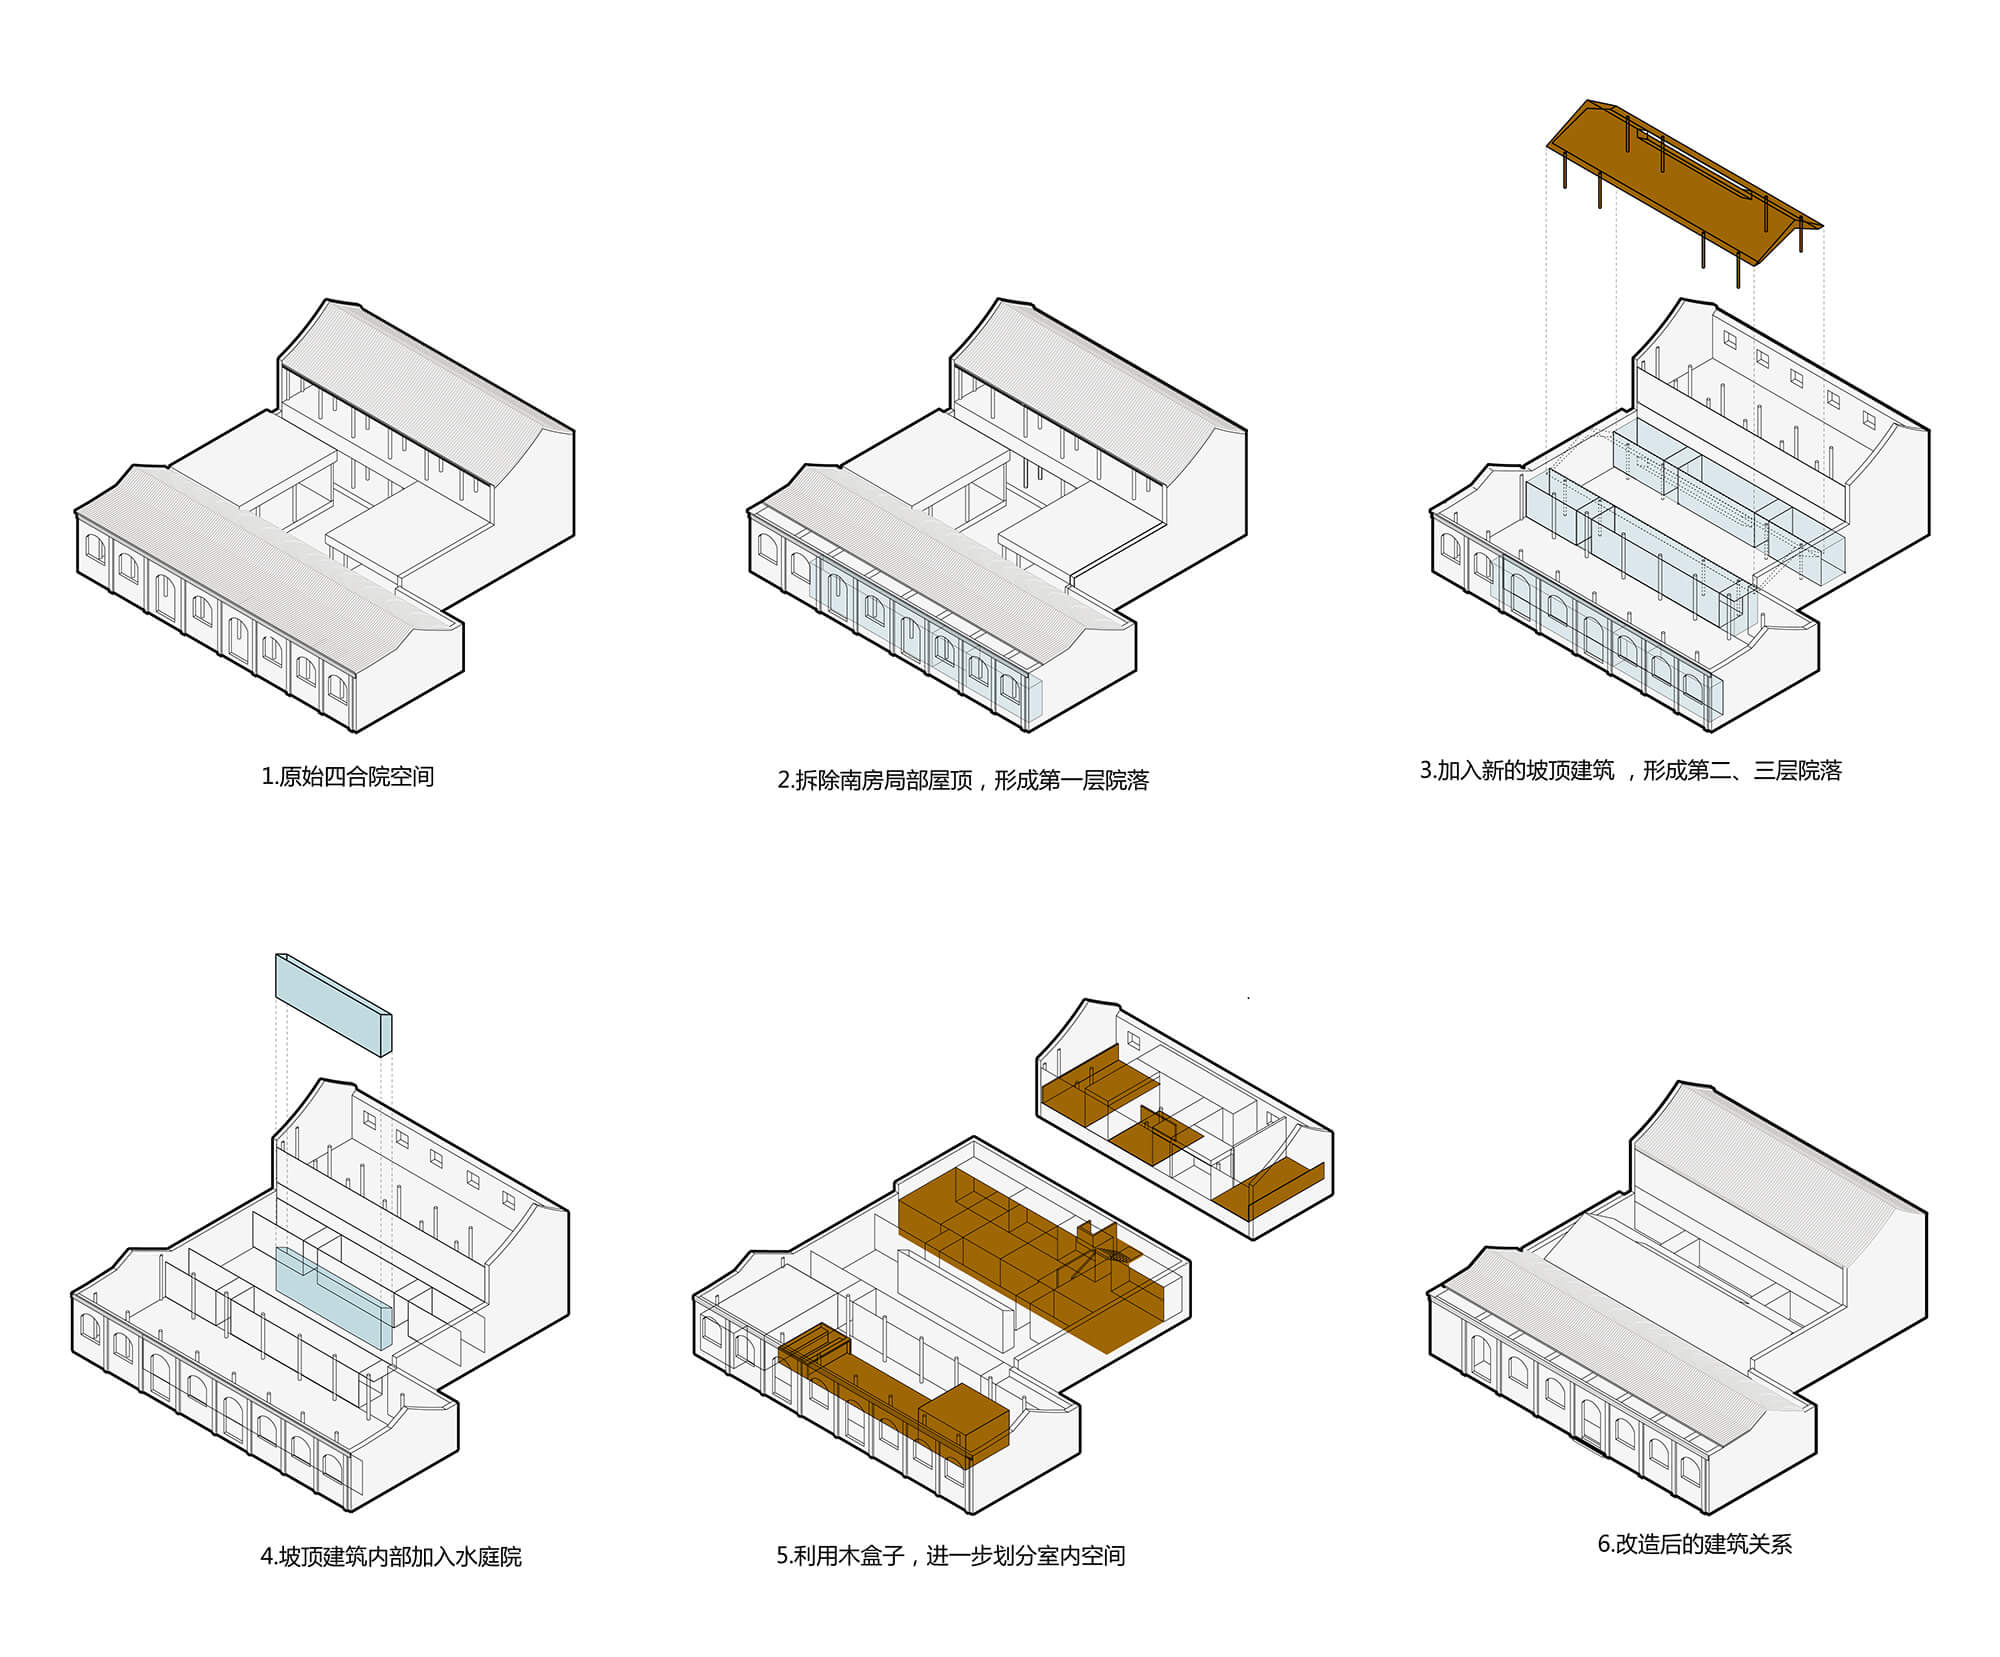 1.原始四合院空间
2.拆除南房局部屋顶，形成第一层院落
3.加入新的坡顶建筑 ，形成第二、三层院落
4.坡顶建筑内部加入水庭院
5.利用木盒子，进一步划分室内空间
6.改造后的建筑关系